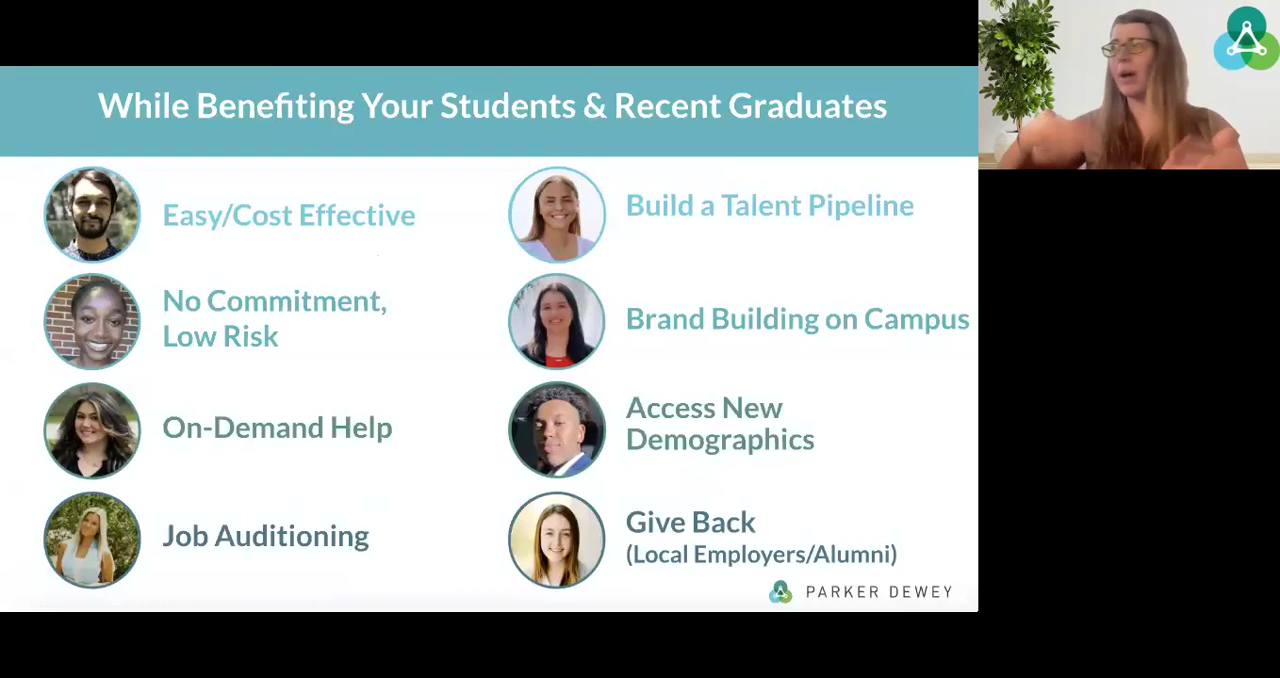 While Benefiting Your Students & Recent Graduates
Easy/Cost Effective
No Commitment,
Low Risk
On-Demand Help
Job Auditioning
Build a Talent Pipeline
Brand Building on Campus
Access New
Demographics
Give Back
(Local Employers/Alumni)
PARKER DEWEY